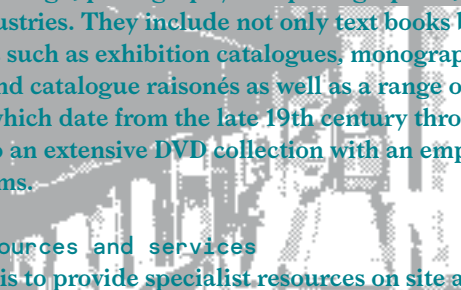 ustries. They include not only text books
such as exhibition catalogues, monograp
nd catalogue raisonés as well as a range o
which date from the late 19th century thro
o an extensive DVD collection with an emp
ms.
ources and services
is to provide specialist resources on site a